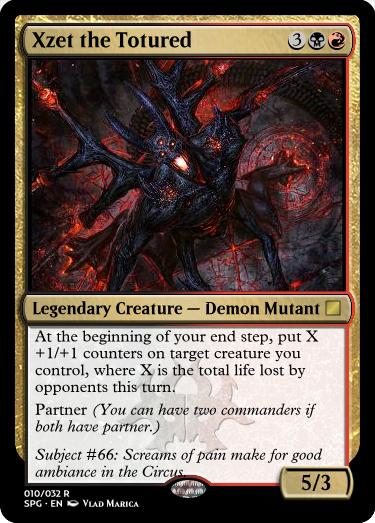 Xzet the Totured 3
Legendary Creature — Demon Mutant
At the beginning of your end step, put X
+1/+1 counters on target creature you
control, where X is the total life lost by
opponents this turn.
Partner (You can have two commanders if
both have partner.)
Subject #66: Screams of pain make for good
ambiance in the Circus.
5/3
010/032 R
SPG • EN Vlad Marica